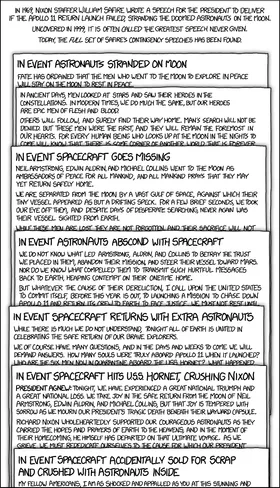 IN 1969, NIXON STAFFER WILLIAM SAFIRE WROTE A SPEECH FOR THE PRESIDENT TO DELIVER
IF THE APOLLO 11 RETURN LAUNCH FAILED, STRANDING THE DOOMED ASTRONAUTS ON THE MOON.
UNCOVERED IN 1999, IT IS OFTEN CALLED THE GREATEST SPEECH NEVER GIVEN.
TODAY, THE FULL SET OF SAFIRE'S CONTINGENCY SPEECHES HAS BEEN FOUND.
IN EVENT ASTRONAUTS STRANDED ON MOON
FATE HAS ORDAINED THAT THE MEN WHO WENT TO THE MOON TO EXPLORE IN PEACE
WILL STAY ON THE MOON TO REST IN PEACE.
IN ANCIENT DAYS, MEN LOOKED AT STARS AND SAW THEIR HEROES IN THE
CONSTELLATIONS. IN MODERN TIMES, WE DO MUCH THE SAME, BUT OUR HEROES
ARE EPIC MEN OF FLESH AND BLOOD.
OTHERS WILL FOLLOW, AND SURELY FIND THEIR WAY HOME. MAN'S SEARCH WILL NOT BE
DENIED. BUT THESE MEN WERE THE FIRST, AND THEY WILL REMAIN THE FOREMOST IN
OUR HEARTS. FOR EVERY HUMAN BEING WHO LOOKS UP AT THE MOON IN THE NIGHTS TO
COME WILL KNOW THAT THERE IS SOME CORNER OF ANOTHER WORLD THAT IS FOREVER
IN EVENT SPACECRAFT GOES MISSING
NEIL ARMSTRONG, EDWIN ALDRIN, AND MICHAEL COLLINS WENT TO THE MOON AS
AMBASSADORS OF PEACE FOR ALL MANKIND, AND ALL MANKIND PRAYS THAT THEY MAY
YET RETURN SAFELY HOME.
WE ARE SEPARATED FROM THE MOON BY A VAST GULF OF SPACE, AGAINST WHICH THEIR
TINY VESSEL APPEARED AS BUT A DRIFTING SPECK. FOR A FEW BRIEF SECONDS, WE TOOK
OUR EYE OFF THEM, AND DESPITE DAYS OF DESPERATE SEARCHING NEVER AGAIN WAS
THEIR VESSEL SIGHTED FROM EARTH.
WHILE THESE MEN ARE LOST, THEY ARE NOT FORGOTTEN, AND THEIR SACRIFICE WILL NOT
IN EVENT ASTRONAUTS ABSCOND WITH SPACECRAFT
WE DO NOT KNOW WHAT LED ARMSTRONG, ALDRIN, AND COLLINS TO BETRAY THE TRUST
WE PLACED IN THEM, ABANDON THEIR MISSION, AND STEER THEIR VESSEL TOWARD MARS.
NOR DO WE KNOW WHAT COMPELLED THEM TO TRANSMIT SUCH HURTFUL MESSAGES
BACK TO EARTH, HEAPING CONTEMPT ON THEIR ONETIME HOME.
BUT WHATEVER THE CAUSE OF THEIR DERELICTION, I CALL UPON THE UNITED STATES
TO COMMIT ITSELF, BEFORE THIS YEAR IS OUT, TO LAUNCHING A MISSION TO CHASE DOWN
APOLLO 11 AND RETURN ITS CREW TO EARTH TO FACE JUSTICE. WE MUST NOT REST UNTIL
IN EVENT SPACECRAFT RETURNS WITH EXTRA ASTRONAUTS
WHILE THERE IS MUCH WE DO NOT UNDERSTAND, TONIGHT ALL OF EARTH IS UNITED IN
CELEBRATING THE SAFE RETURN OF OUR BRAVE EXPLORERS.
WE OF COURSE HAVE MANY QUESTIONS, AND IN THE DAYS AND WEEKS TO COME WE WILL
DEMAND ANSWERS. HOW MANY SOULS WERE TRULY ABOARD APOLLO 11 WHEN IT LAUNCHED?
WHO ARE THE SIX MEN NOW IN QUARANTINE ABOARD THE USS HORNET? WHAT HAPPENED
IN EVENT SPACECRAFT HITS USS HORNET, CRUSHING NIXON
PRESIDENT AGNEW: TONIGHT, WE HAVE EXPERIENCED A GREAT NATIONAL TRIUMPH AND
A GREAT NATIONAL LOSS. WE TAKE JOY IN THE SAFE RETURN FROM THE MOON OF NEIL
ARMSTRONG, EDWIN ALDRIN, AND MICHAEL COLLINS, BUT THAT JOY IS TEMPERED WITH
SORROW AS WE MOURN OUR PRESIDENT'S TRAGIC DEATH BENEATH THEIR WAYWARD CAPSULE.
RICHARD NIXON WHOLEHEARTEDLY SUPPORTED OUR COURAGEOUS ASTRONAUTS AS THEY
CARRIED THE HOPES AND PRAYERS OF EARTH TO THE HEAVENS, AND IN THE MOMENT OF
THEIR HOMECOMING, HE HIMSELF HAS DEPARTED ON THAT ULTIMATE VOYAGE. AS WE
GRIEVE, WE MUST REDEDICATE OURSELVES TO THE CAUSE FOR WHICH OUR PRESIDENT
IN EVENT SPACECRAFT ACCIDENTALLY SOLD FOR SCRAP
AND CRUSHED WITH ASTRONAUTS INSIDE
MY FELLOW AMERICANS, I AM AS SHOCKED AND APPALLED AS YOU AT THIS STUNNING AND